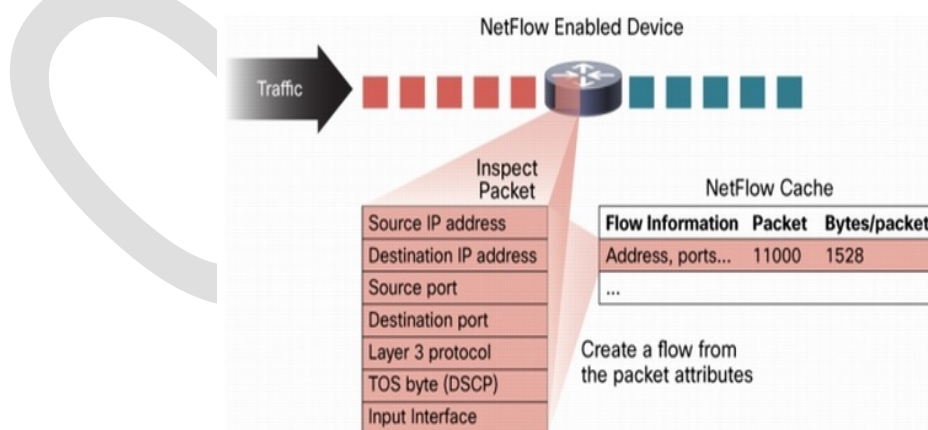 NetFlow Enabled Device
Traffic
Inspect
Packet
Source IP address
Destination IP address
Source port
Destination port
Layer 3 protocol
TOS byte (DSCP)
Input Interface
NetFlow Cache
Flow Information Packet Bytes/packet
Address, ports... 11000 1528
...
Create a flow from
the packet attributes